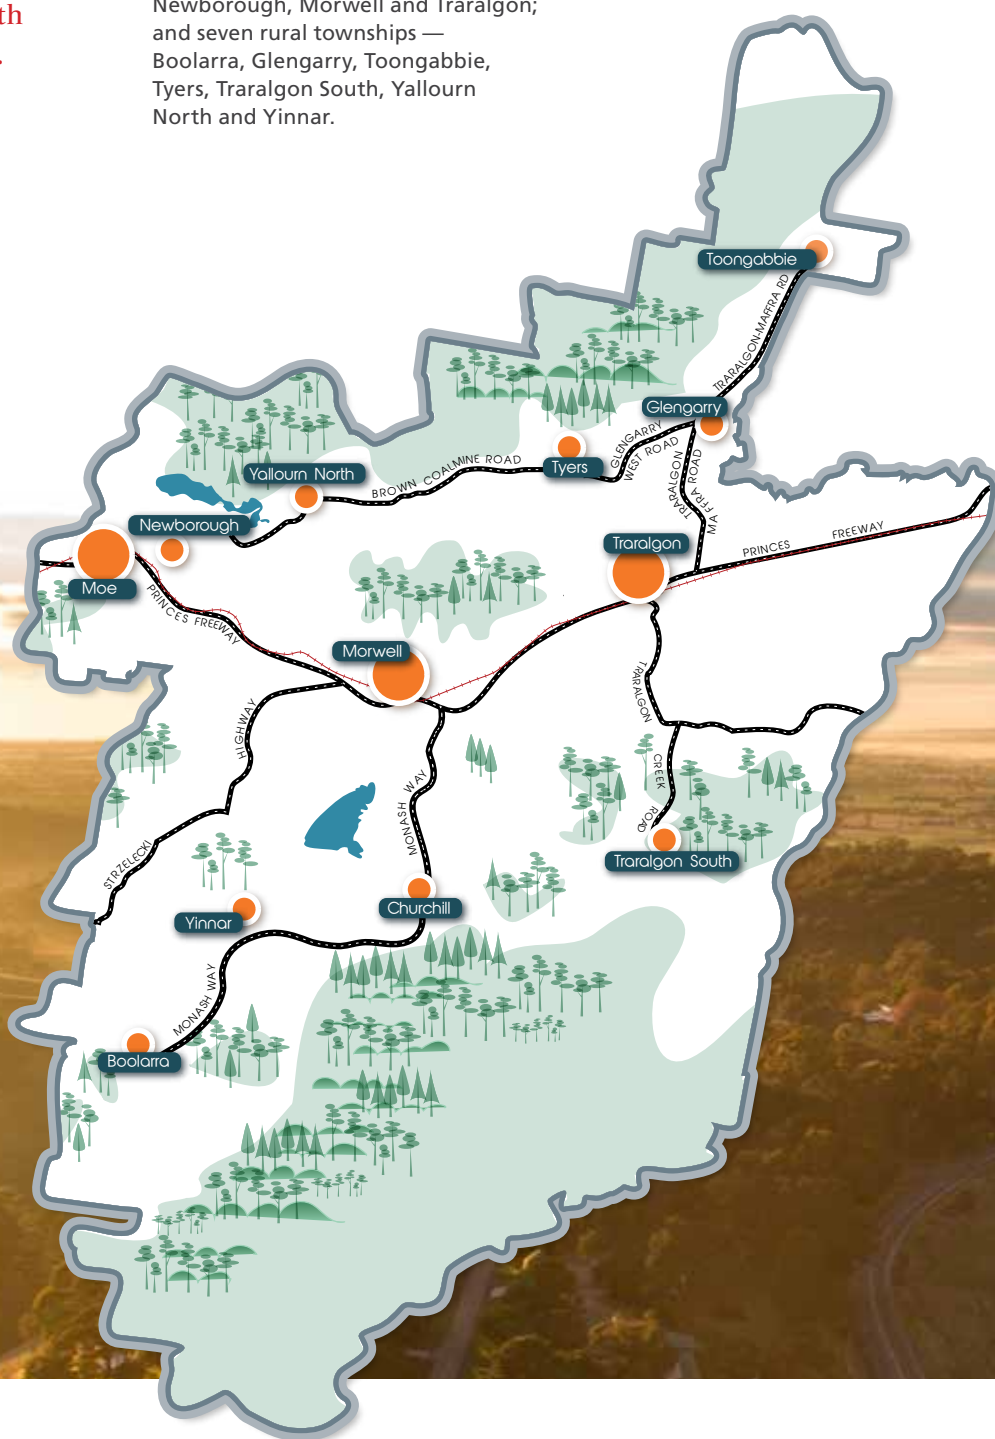 th
.
Newborough, Morwell and Traralgon;
and seven rural townships —
Boolarra, Glengarry, Toongabbie,
Tyers, Traralgon South, Yallourn
North and Yinnar.
Toongabbie
TRARALGON-MAFFRA RD
Glengarry
GLENGARRY
WEST ROAD
TRARALGON
MAFFRA ROAD
Tyers
Yallourn North
BROWN COALMINE ROAD
Newborough
Moe
Traralgon
PRINCES FREEWAY
PRINCES FREEWAY
Morwell
TRARALGON
CREEK
ROAD
HIGHWAY
STRZELECKI
MONASH WAY
Traralgon South
Churchill
Yinnar
MONASH WAY
Boolarra